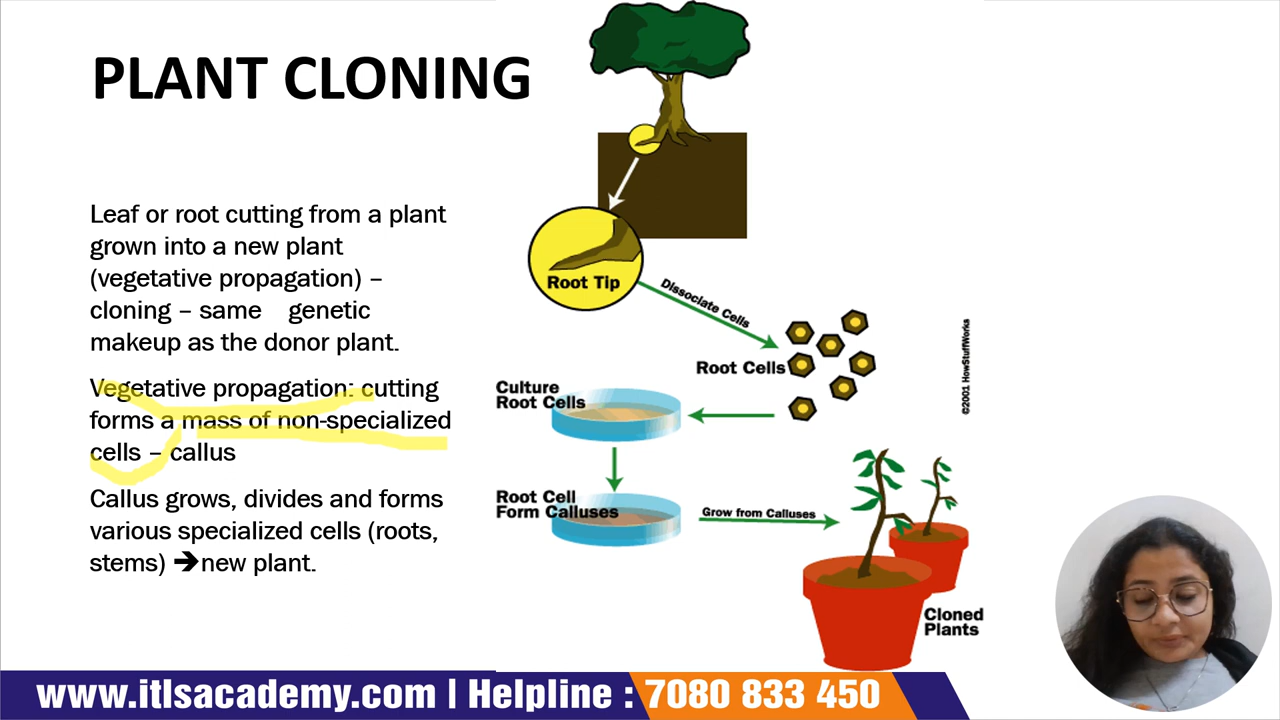 PLANT CLONING
Leaf or root cutting from a plant
grown into a new plant
(vegetative propagation) –
cloning – same genetic
makeup as the donor plant.
Vegetative propagation: cutting
forms a mass of non-specialized
cells – callus
Callus grows, divides and forms
various specialized cells (roots,
stems) ➔new plant.
Root Tip
Dissociate Cells
Root Cells
Culture
Root Cells
Root Cell
Form Calluses
Grow from Calluses
Cloned
Plants
©2001 HowStuffWorks
www.itlsacademy.com | Helpline : 7080 833 450